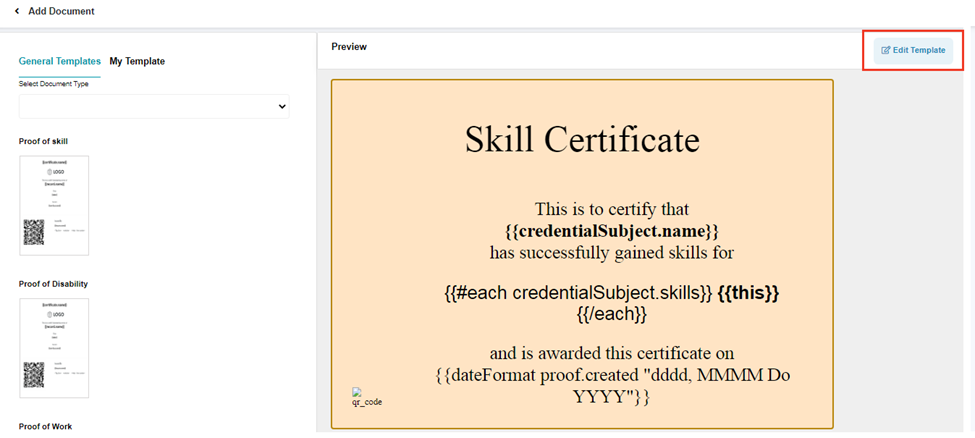 Add Document
General Templates My Template
Select Document Type
Proof of skill
LOGO
Proof of Disability
LOGO
Proof of Work
Preview
Edit Template
Skill Certificate
This is to certify that
{{credentialSubject.name}}
has successfully gained skills for
{{#each credentialSubject.skills}} {{this}}
{{/each}}
and is awarded this certificate on
{{dateFormat proof.created "dddd, MMMM Do
YYYY"}}
qr_code